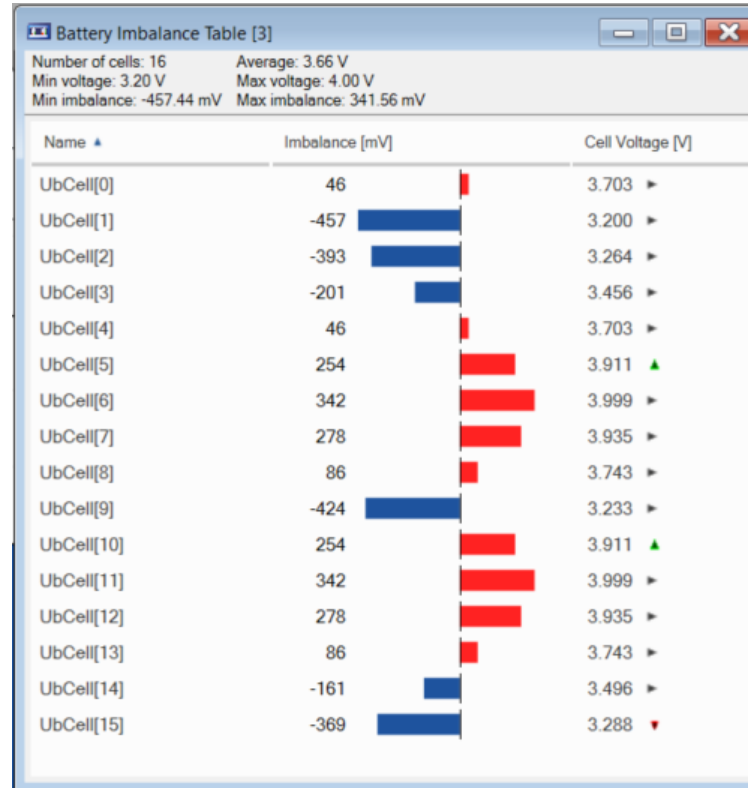 Battery Imbalance Table [3]
Number of cells: 16 Average: 3.66 V
Min voltage: 3.20 V Max voltage: 4.00 V
Min imbalance: -457.44 mV Max imbalance: 341.56 mV
Name Imbalance [mV] Cell Voltage [V]
UbCell[0] 46 3.703
UbCell[1] -457 3.200
UbCell[2] -393 3.264
UbCell[3] -201 3.456
UbCell[4] 46 3.703
UbCell[5] 254 3.911
UbCell[6] 342 3.999
UbCell[7] 278 3.935
UbCell[8] 86 3.743
UbCell[9] -424 3.233
UbCell[10] 254 3.911
UbCell[11] 342 3.999
UbCell[12] 278 3.935
UbCell[13] 86 3.743
UbCell[14] -161 3.496
UbCell[15] -369 3.288